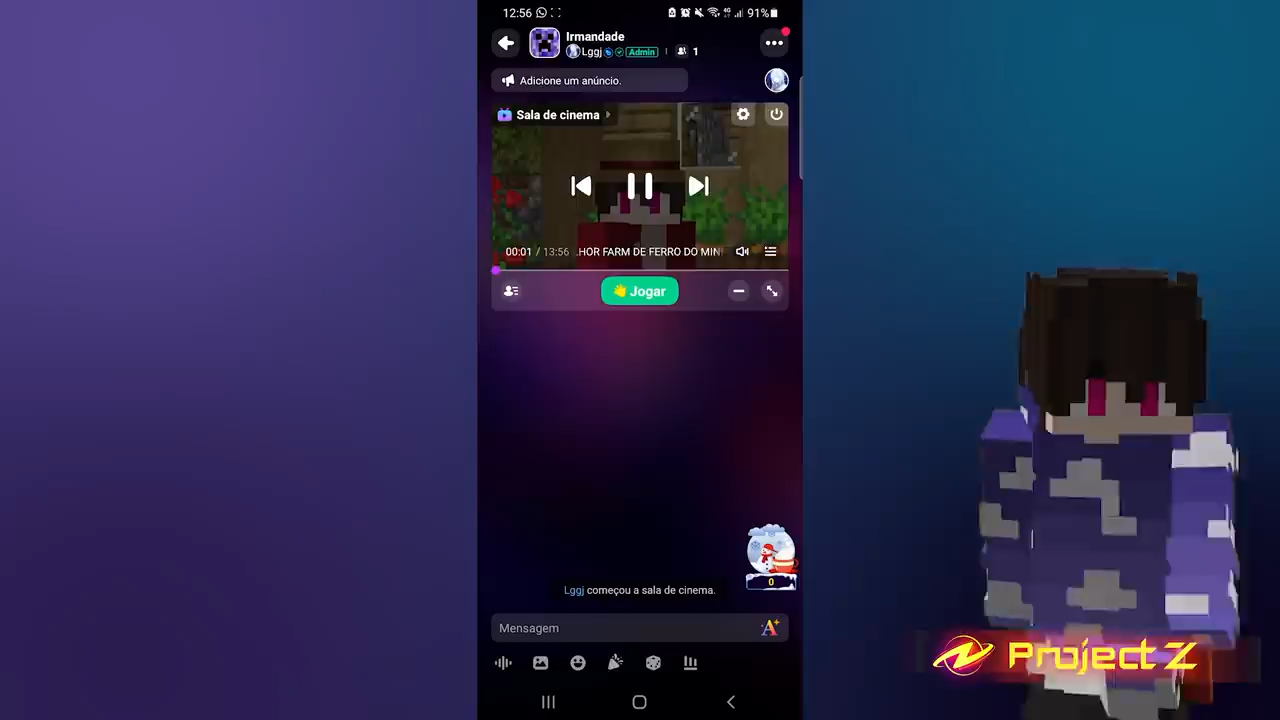 12:56
91%
Irmandade
Lggj
Admin
1
Adicione um anúncio.
Sala de cinema
00:01 / 13:56
HOR FARM DE FERRO DO MIN
Jogar
0
Lggj começou a sala de cinema.
Mensagem
Project Z